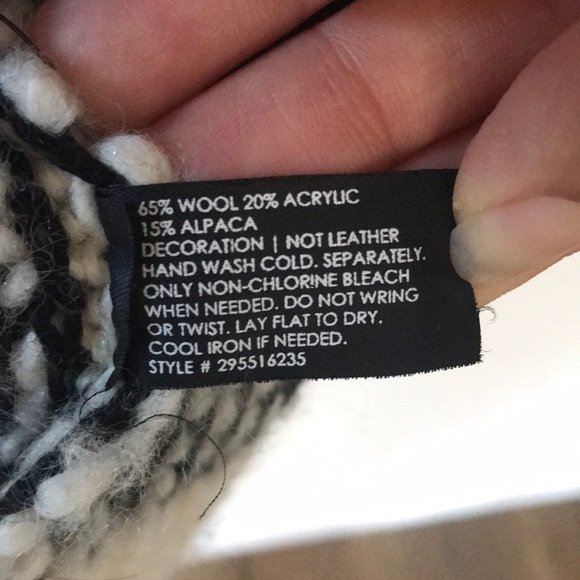 65% WOOL 20% ACRYLIC
15% ALPACA
DECORATION | NOT LEATHER
HAND WASH COLD. SEPARATELY.
ONLY NON-CHLORINE BLEACH
WHEN NEEDED. DO NOT WRING
OR TWIST. LAY FLAT TO DRY.
COOL IRON IF NEEDED.
STYLE # 295516235